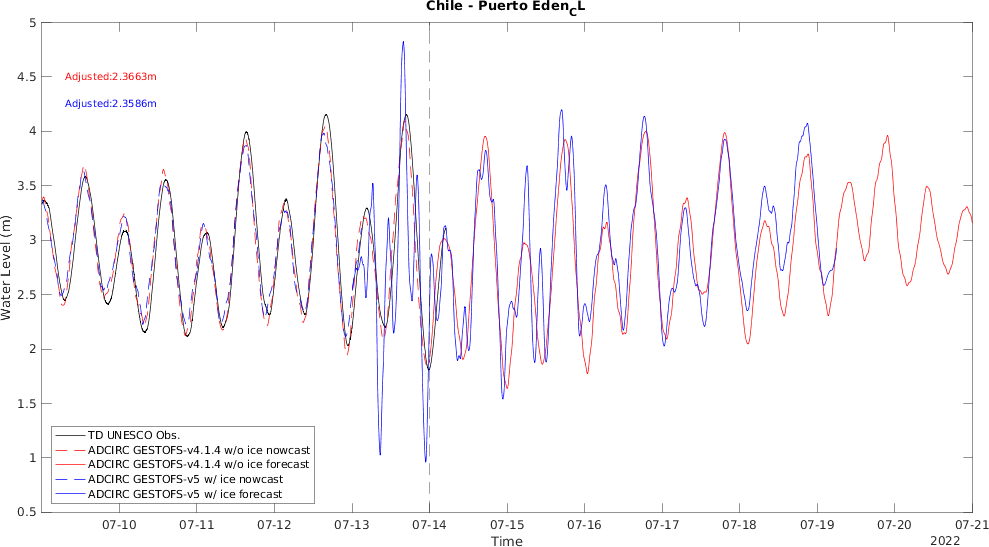 Chile - Puerto Eden_CL
Adjusted:2.3663m
Adjusted:2.3586m
Water Level (m)
5
4.5
4
3.5
3
2.5
2
1.5
1
0.5
TD UNESCO Obs.
ADCIRC GESTOFS-v4.1.4 w/o ice nowcast
ADCIRC GESTOFS-v4.1.4 w/o ice forecast
ADCIRC GESTOFS-v5 w/ ice nowcast
ADCIRC GESTOFS-v5 w/ ice forecast
07-10 07-11 07-12 07-13 07-14 07-15 07-16 07-17 07-18 07-19 07-20 07-21
Time
2022